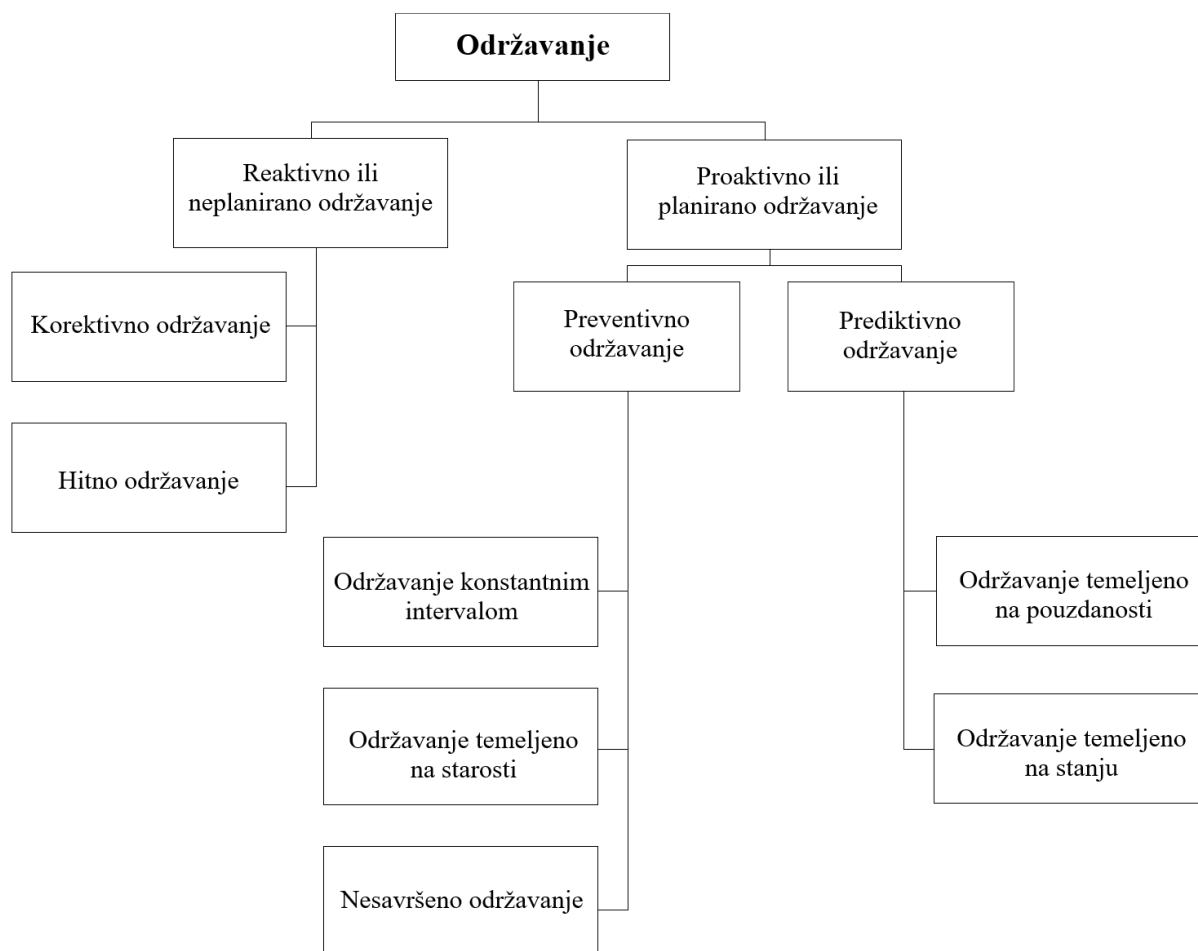 Održavanje
Reaktivno ili
neplanirano održavanje
Proaktivno ili
planirano održavanje
Korektivno održavanje
Hitno održavanje
Preventivno
održavanje
Prediktivno
održavanje
Održavanje konstantnim
intervalom
Održavanje temeljeno
na starosti
Nesavršeno održavanje
Održavanje temeljeno
na pouzdanosti
Održavanje temeljeno
na stanju